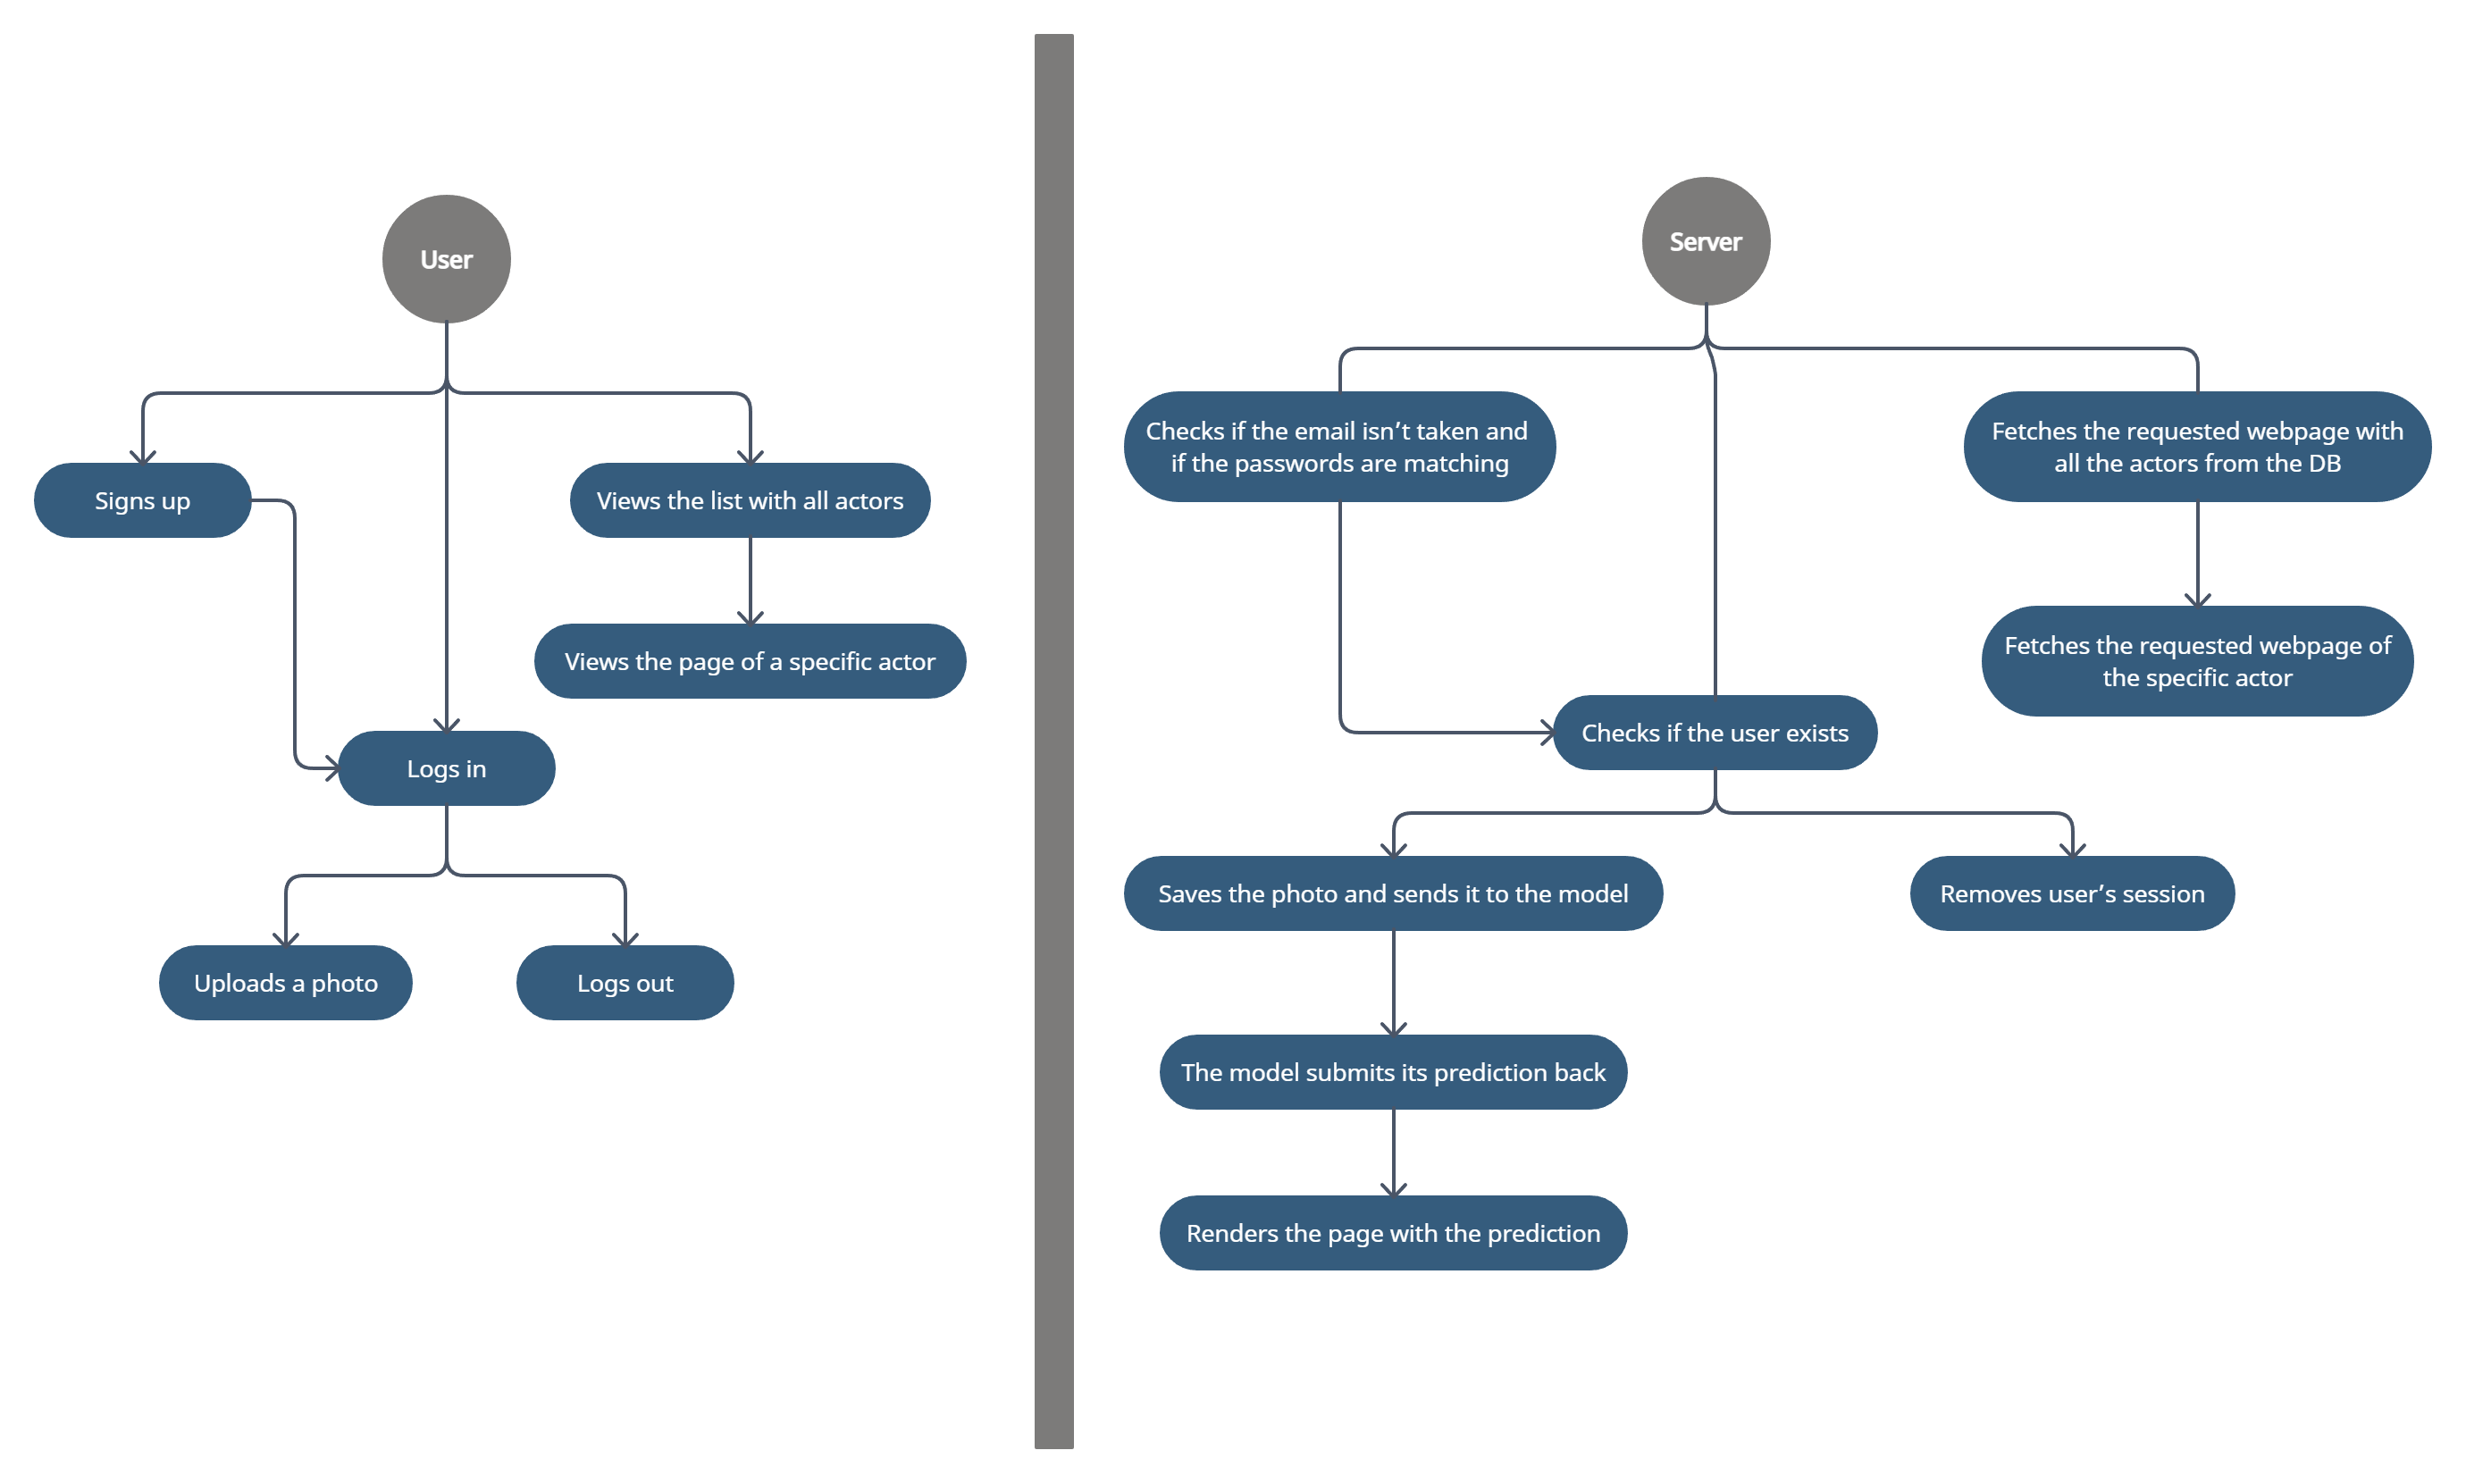 User
Signs up
Views the list with all actors
Views the page of a specific actor
Logs in
Uploads a photo
Logs out
Server
Checks if the email isn’t taken and
if the passwords are matching
Fetches the requested webpage with
all the actors from the DB
Fetches the requested webpage of
the specific actor
Checks if the user exists
Saves the photo and sends it to the model
Removes user’s session
The model submits its prediction back
Renders the page with the prediction